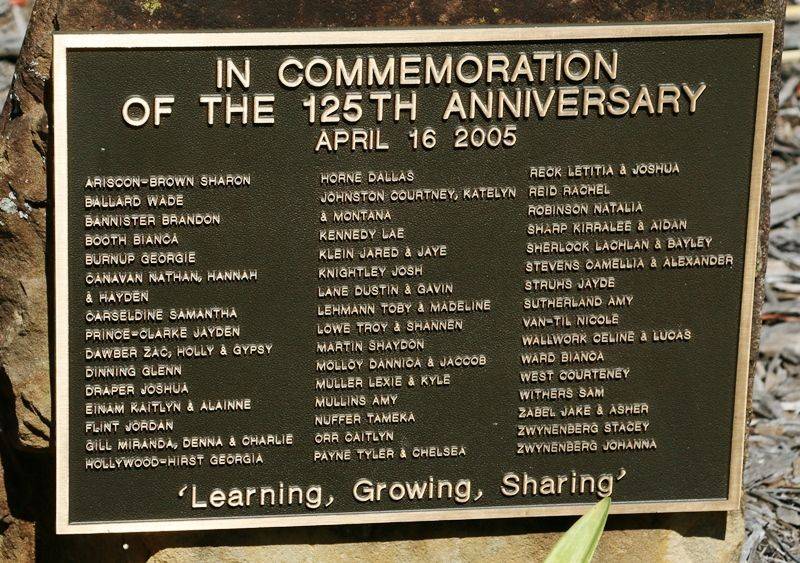 IN COMMEMORATION
OF THE 125TH ANNIVERSARY
APRIL 16 2005
ARISCON-BROWN SHARON
BALLARD WADE
BANNISTER BRANDON
BOOTH BIANCA
BURNUP GEORGIE
CANAVAN NATHAN, HANNAH
& HAYDEN
CARSELDINE SAMANTHA
PRINCE-CLARKE JAYDEN
DAWBER ZAC, HOLLY & GYPSY
DINNING GLENN
DRAPER JOSHUA
EINAM KAITLYN & ALAINNE
FLINT JORDAN
GILL MIRANDA, DENNA & CHARLIE
HOLLYWOOD-HIRST GEORGIA
HORNE DALLAS
JOHNSTON COURTNEY, KATELYN
& MONTANA
KENNEDY LAE
KLEIN JARED & JAYE
KNIGHTLEY JOSH
LANE DUSTIN & GAVIN
LEHMANN TOBY & MADELINE
LOWE TROY & SHANNEN
MARTIN SHAYDON
MOLLOY DANNICA & JACCOB
MULLER LEXIE & KYLE
MULLINS AMY
NUFFER TAMEKA
ORR CAITLYN
PAYNE TYLER & CHELSEA
RECK LETITIA & JOSHUA
REID RACHEL
ROBINSON NATALIA
SHARP KIRRALEE & AIDAN
SHERLOCK LACHLAN & BAYLEY
STEVENS CAMELLIA & ALEXANDER
STRUHS JAYDE
SUTHERLAND AMY
VAN-TIL NICOLE
WALLWORK CELINE & LUCAS
WARD BIANCA
WEST COURTENEY
WITHERS SAM
ZABEL JAKE & ASHER
ZWYNENBERG STACEY
ZWYNENBERG JOHANNA
'Learning, Growing, Sharing'